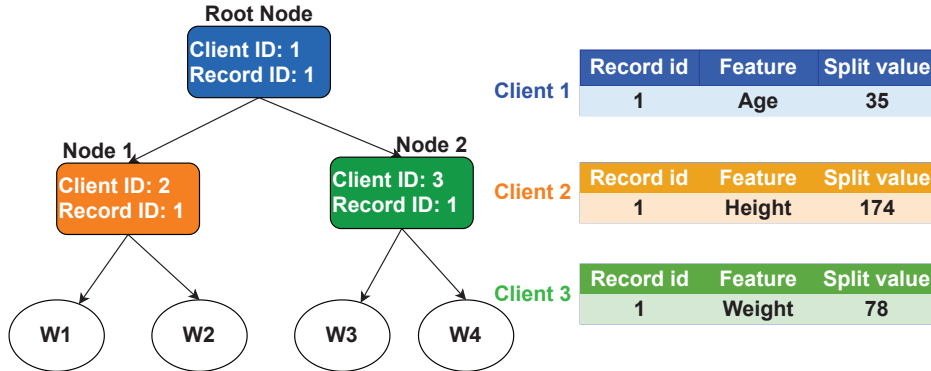 Root Node
Client ID: 1
Record ID: 1
Node 1
Client ID: 2
Record ID: 1
Node 2
Client ID: 3
Record ID: 1
W1
W2
W3
W4
Client 1
Record id Feature Split value
1 Age 35
Client 2
Record id Feature Split value
1 Height 174
Client 3
Record id Feature Split value
1 Weight 78